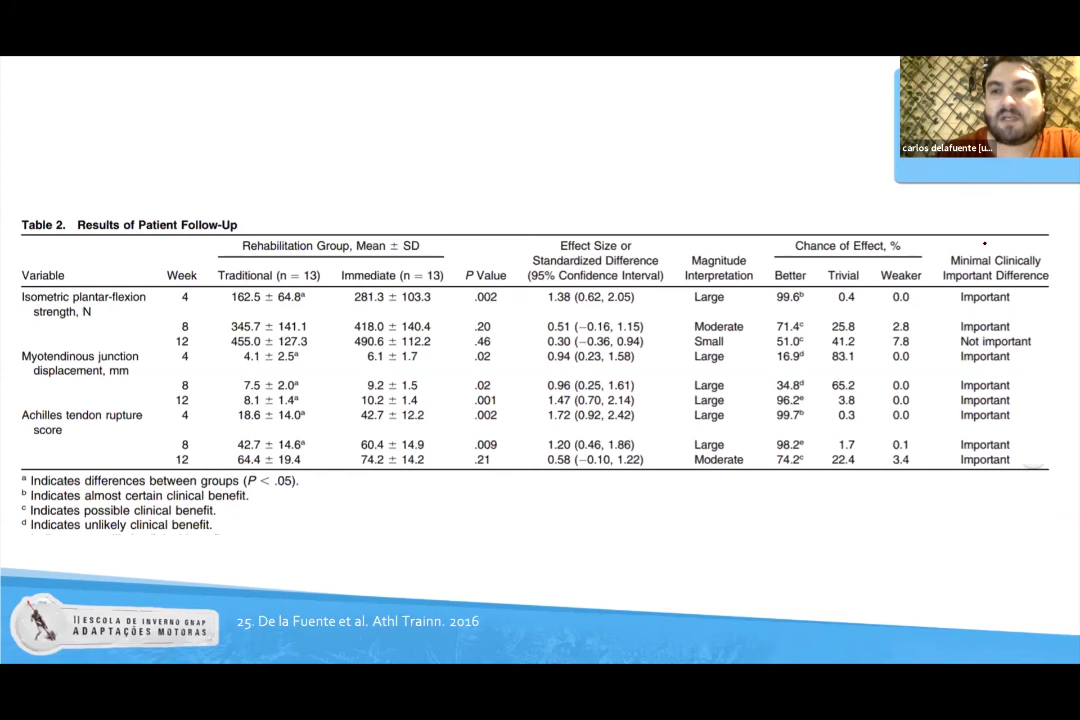 carlos delafuente [u...
Table 2. Results of Patient Follow-Up
Rehabilitation Group, Mean ± SD
Effect Size or
Standardized Difference
(95% Confidence Interval)
Magnitude
Interpretation
Chance of Effect, %
Minimal Clinically
Important Difference
Variable Week Traditional (n = 13) Immediate (n = 13) P Value Better Trivial Weaker
Isometric plantar-flexion 4 162.5 ± 64.8ᵃ 281.3 ± 103.3 .002 1.38 (0.62, 2.05) Large 99.6ᵇ 0.4 0.0 Important
strength, N
8 345.7 ± 141.1 418.0 ± 140.4 .20 0.51 (−0.16, 1.15) Moderate 71.4ᶜ 25.8 2.8 Important
12 455.0 ± 127.3 490.6 ± 112.2 .46 0.30 (−0.36, 0.94) Small 51.0ᶜ 41.2 7.8 Not important
Myotendinous junction 4 4.1 ± 2.5ᵃ 6.1 ± 1.7 .02 0.94 (0.23, 1.58) Large 16.9ᵈ 83.1 0.0 Important
displacement, mm
8 7.5 ± 2.0ᵃ 9.2 ± 1.5 .02 0.96 (0.25, 1.61) Large 34.8ᵈ 65.2 0.0 Important
12 8.1 ± 1.4ᵃ 10.2 ± 1.4 .001 1.47 (0.70, 2.14) Large 96.2ᵉ 3.8 0.0 Important
Achilles tendon rupture 4 18.6 ± 14.0ᵃ 42.7 ± 12.2 .002 1.72 (0.92, 2.42) Large 99.7ᵇ 0.3 0.0 Important
score
8 42.7 ± 14.6ᵃ 60.4 ± 14.9 .009 1.20 (0.46, 1.86) Large 98.2ᵉ 1.7 0.1 Important
12 64.4 ± 19.4 74.2 ± 14.2 .21 0.58 (−0.10, 1.22) Moderate 74.2ᶜ 22.4 3.4 Important
ᵃ Indicates differences between groups (P < .05).
ᵇ Indicates almost certain clinical benefit.
ᶜ Indicates possible clinical benefit.
ᵈ Indicates unlikely clinical benefit.
II ESCOLA DE INVERNO GNAP
ADAPTAÇÕES MOTORAS
25. De la Fuente et al. Athl Trainn. 2016